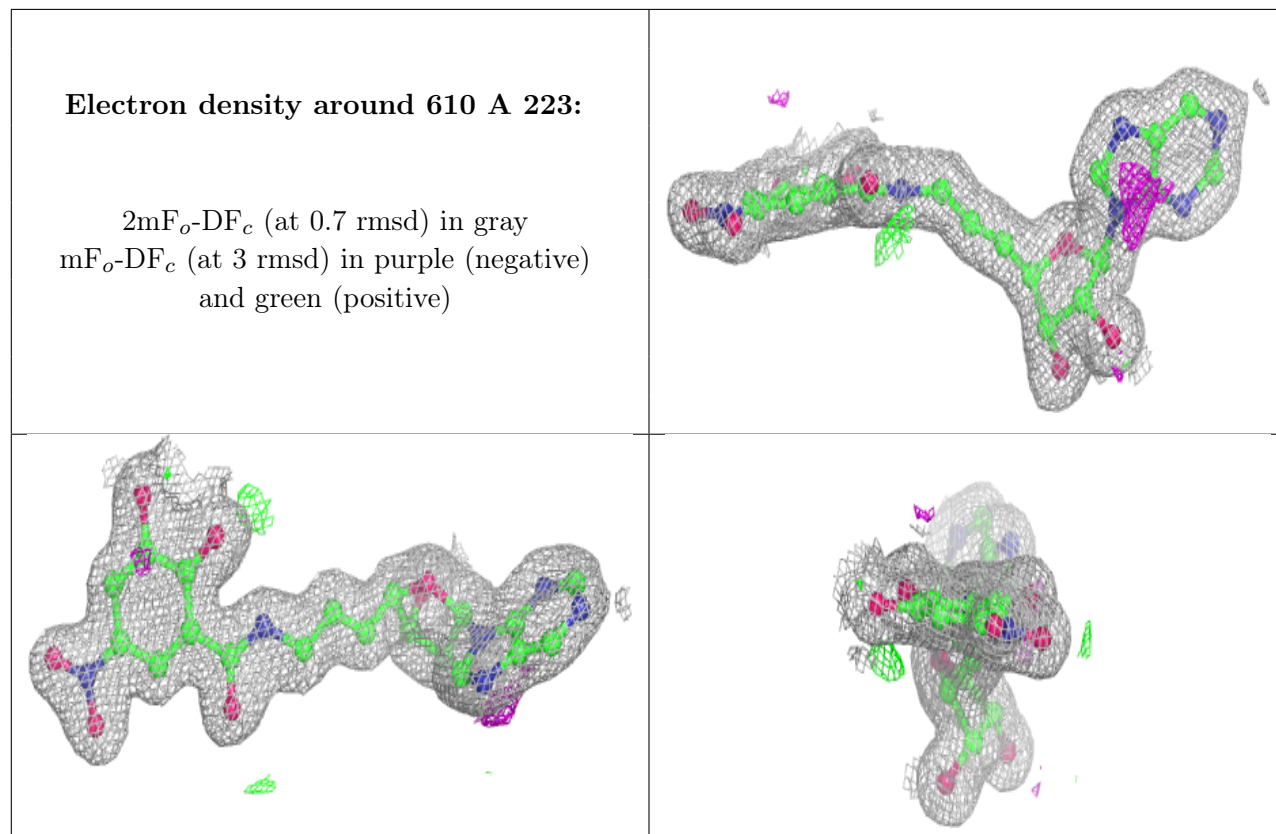 Electron density around 610 A 223:
2mFo-DFc (at 0.7 rmsd) in gray
mFo-DFc (at 3 rmsd) in purple (negative)
and green (positive)